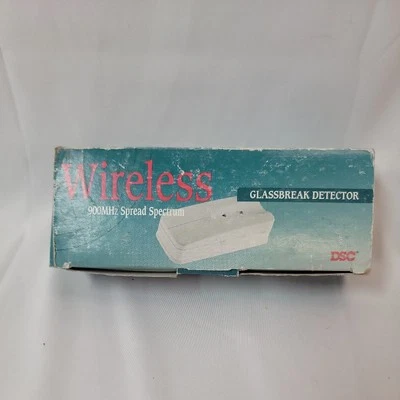 Wireless
900MHz Spread Spectrum
GLASSBREAK DETECTOR
DSC